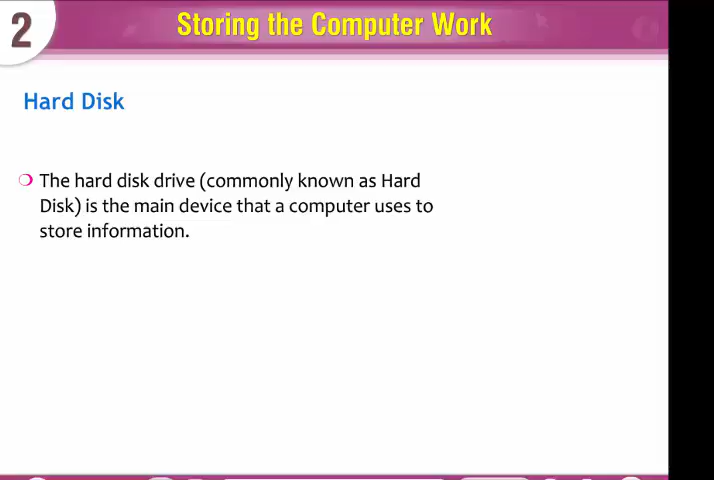 2
Storing the Computer Work
Hard Disk
The hard disk drive (commonly known as Hard
Disk) is the main device that a computer uses to
store information.